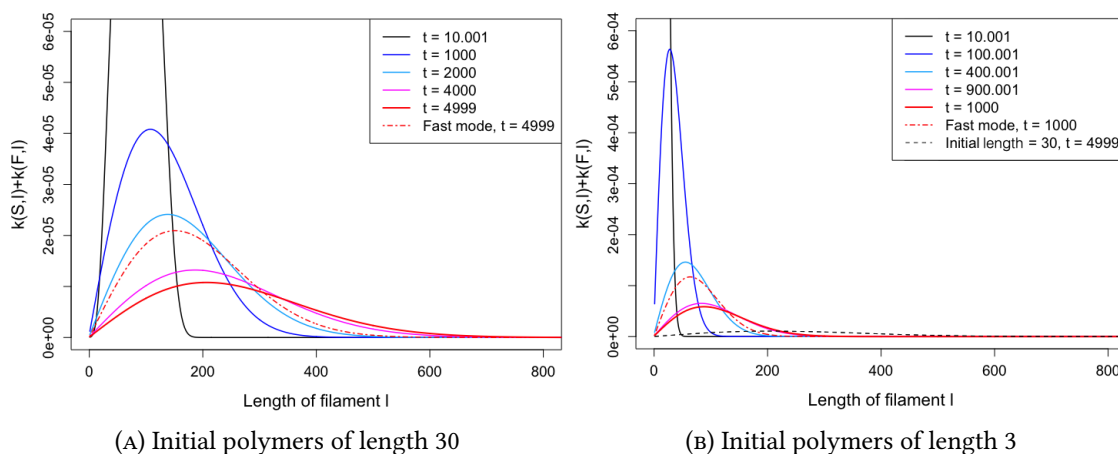 6e-05
5e-05
4e-05
3e-05
2e-05
1e-05
0e+00
k(S,l)+k(F,l)
t = 10.001
t = 1000
t = 2000
t = 4000
t = 4999
Fast mode, t = 4999
0 200 400 600 800
Length of filament l
(A) Initial polymers of length 30
6e-04
5e-04
4e-04
2e-04
1e-04
0e+00
k(S,l)+k(F,l)
t = 10.001
t = 100.001
t = 400.001
t = 900.001
t = 1000
Fast mode, t = 1000
Initial length = 30, t = 4999
0 200 400 600 800
Length of filament l
(B) Initial polymers of length 3